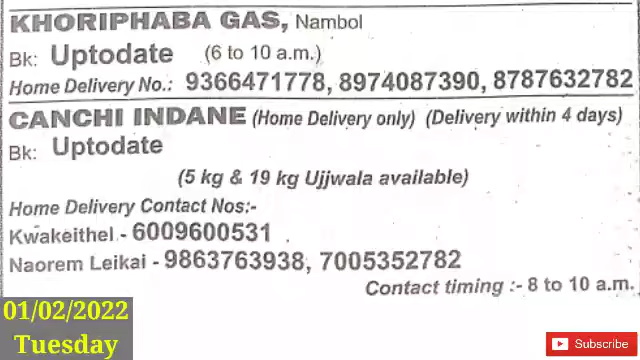 KHORIPHABA GAS, Nambol
Bk: Uptodate (6 to 10 a.m.)
Home Delivery No.: 9366471778, 8974087390, 8787632782
CANCHI INDANE (Home Delivery only) (Delivery within 4 days)
Bk: Uptodate
(5 kg & 19 kg Ujjwala available)
Home Delivery Contact Nos:-
Kwakeithel - 6009600531
Naorem Leikai - 9863763938, 7005352782
Contact timing :- 8 to 10 a.m.
01/02/2022
Tuesday
Subscribe